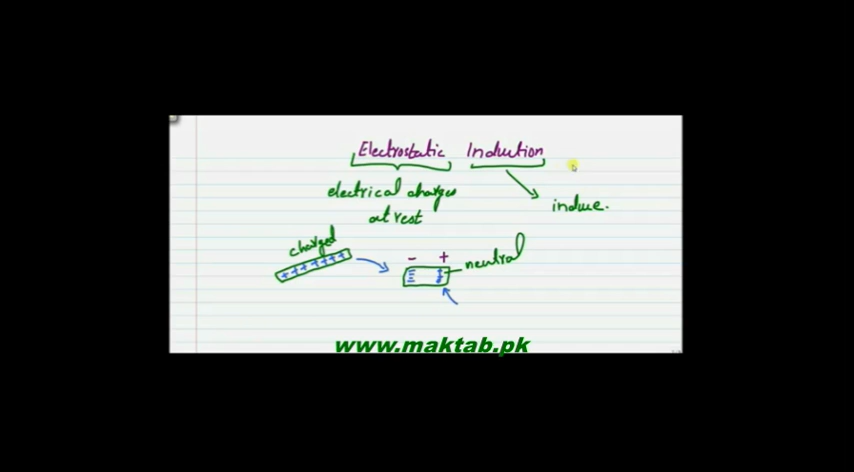 Electrostatic Induction
electrical charges
at rest
induce.
charged
+++++++
- +
neutral
www.maktab.pk